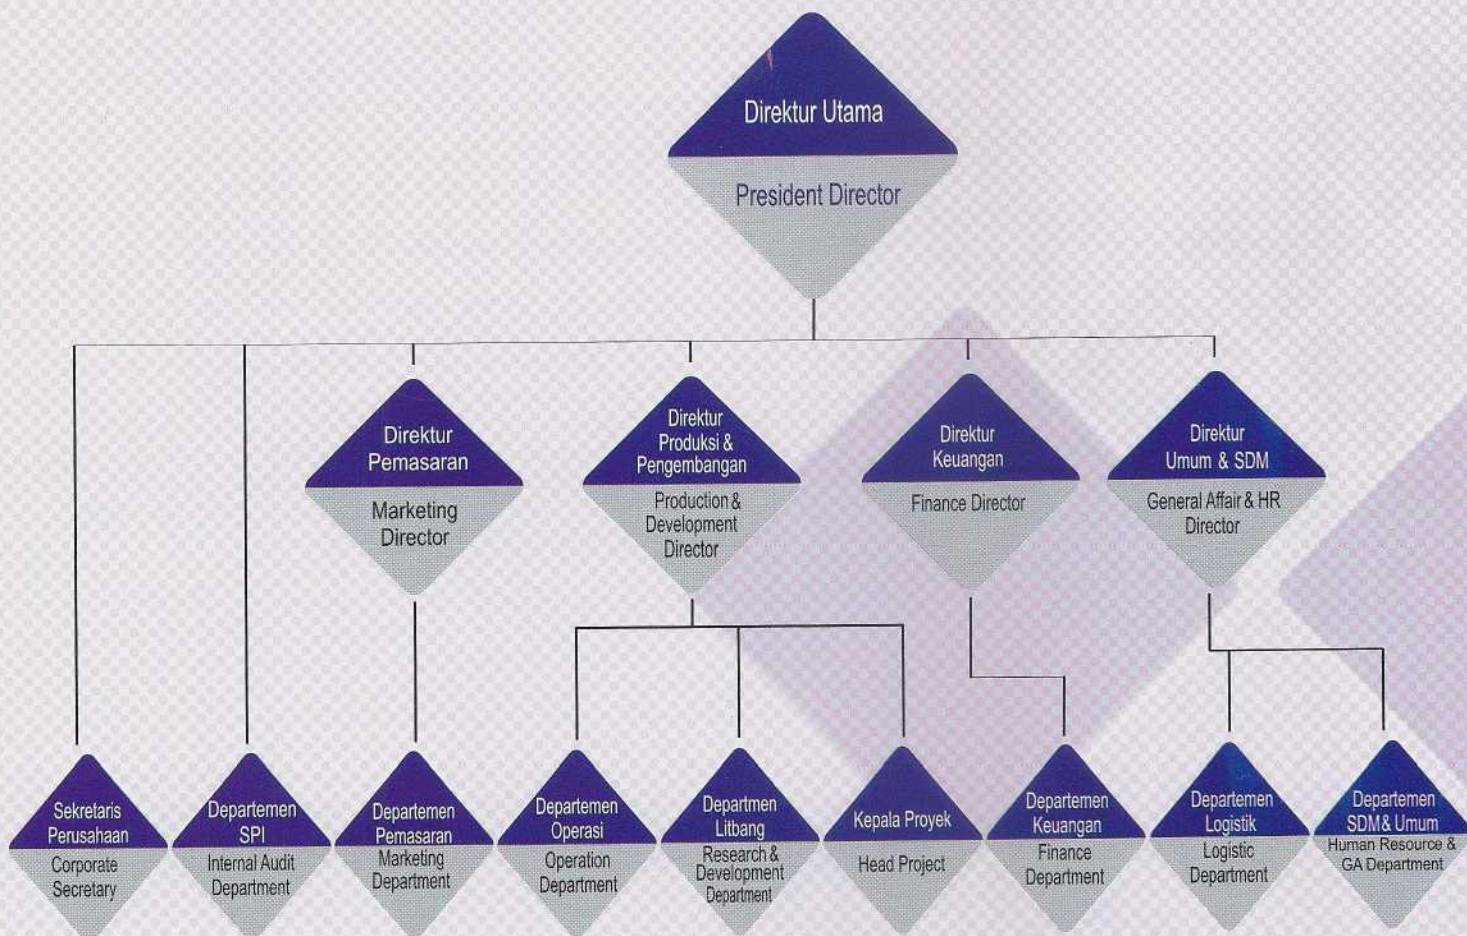 Direktur Utama
President Director
Direktur
Pemasaran
Marketing
Director
Direktur
Produksi &
Pengembangan
Production &
Development
Director
Direktur
Keuangan
Finance Director
Direktur
Umum & SDM
General Affair & HR
Director
Sekretaris
Perusahaan
Corporate
Secretary
Departemen
SPI
Internal Audit
Department
Departemen
Pemasaran
Marketing
Department
Departemen
Operasi
Operation
Department
Departmen
Litbang
Research &
Development
Department
Kepala Proyek
Head Project
Departemen
Keuangan
Finance
Department
Departemen
Logistik
Logistic
Department
Departemen
SDM& Umum
Human Resource &
GA Department